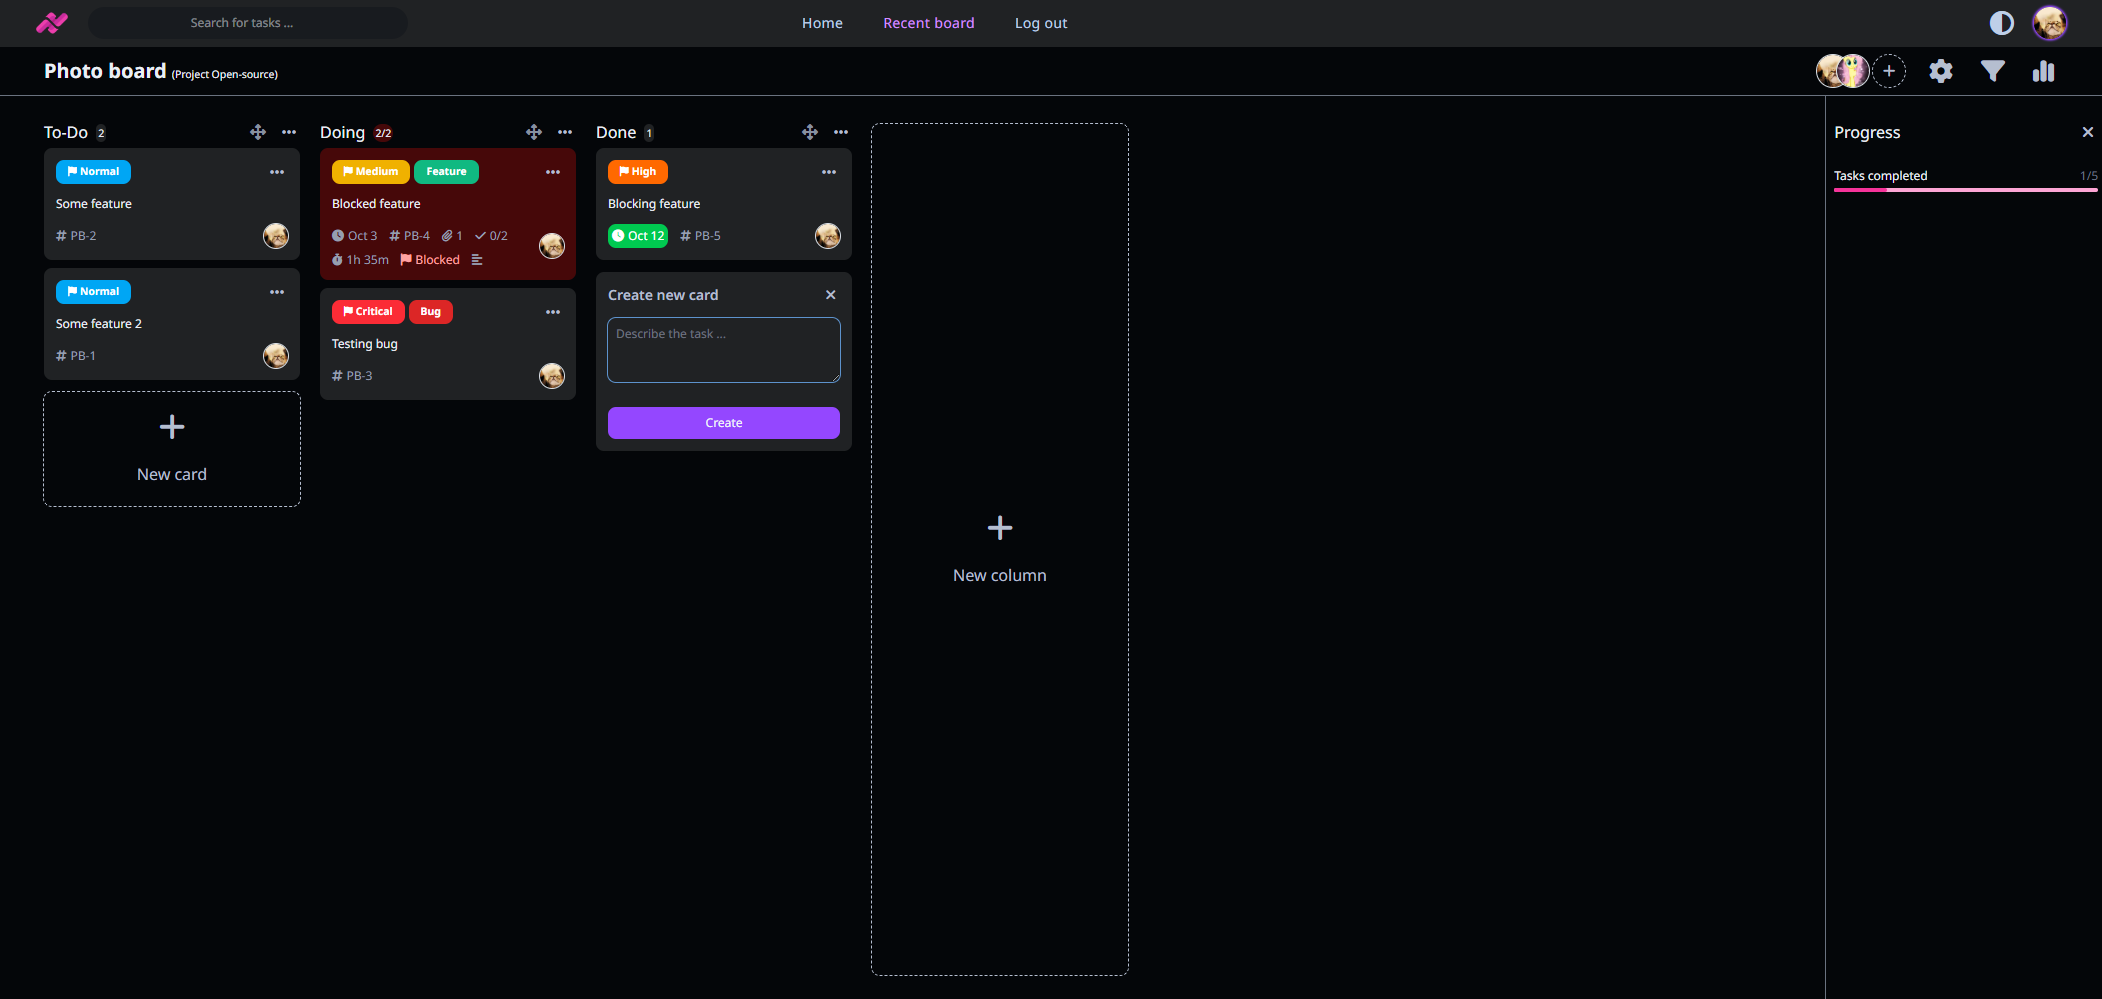 Search for tasks ...
Home
Recent board
Log out
Photo board (Project Open-source)
To-Do 2
Normal
Some feature
# PB-2
Normal
Some feature 2
# PB-1
New card
Doing 2/2
Medium Feature
Blocked feature
Oct 3 # PB-4 1 0/2
1h 35m Blocked
Critical Bug
Testing bug
# PB-3
Done 1
High
Blocking feature
Oct 12 # PB-5
Create new card
Describe the task ...
Create
New column
Progress
Tasks completed 1/5